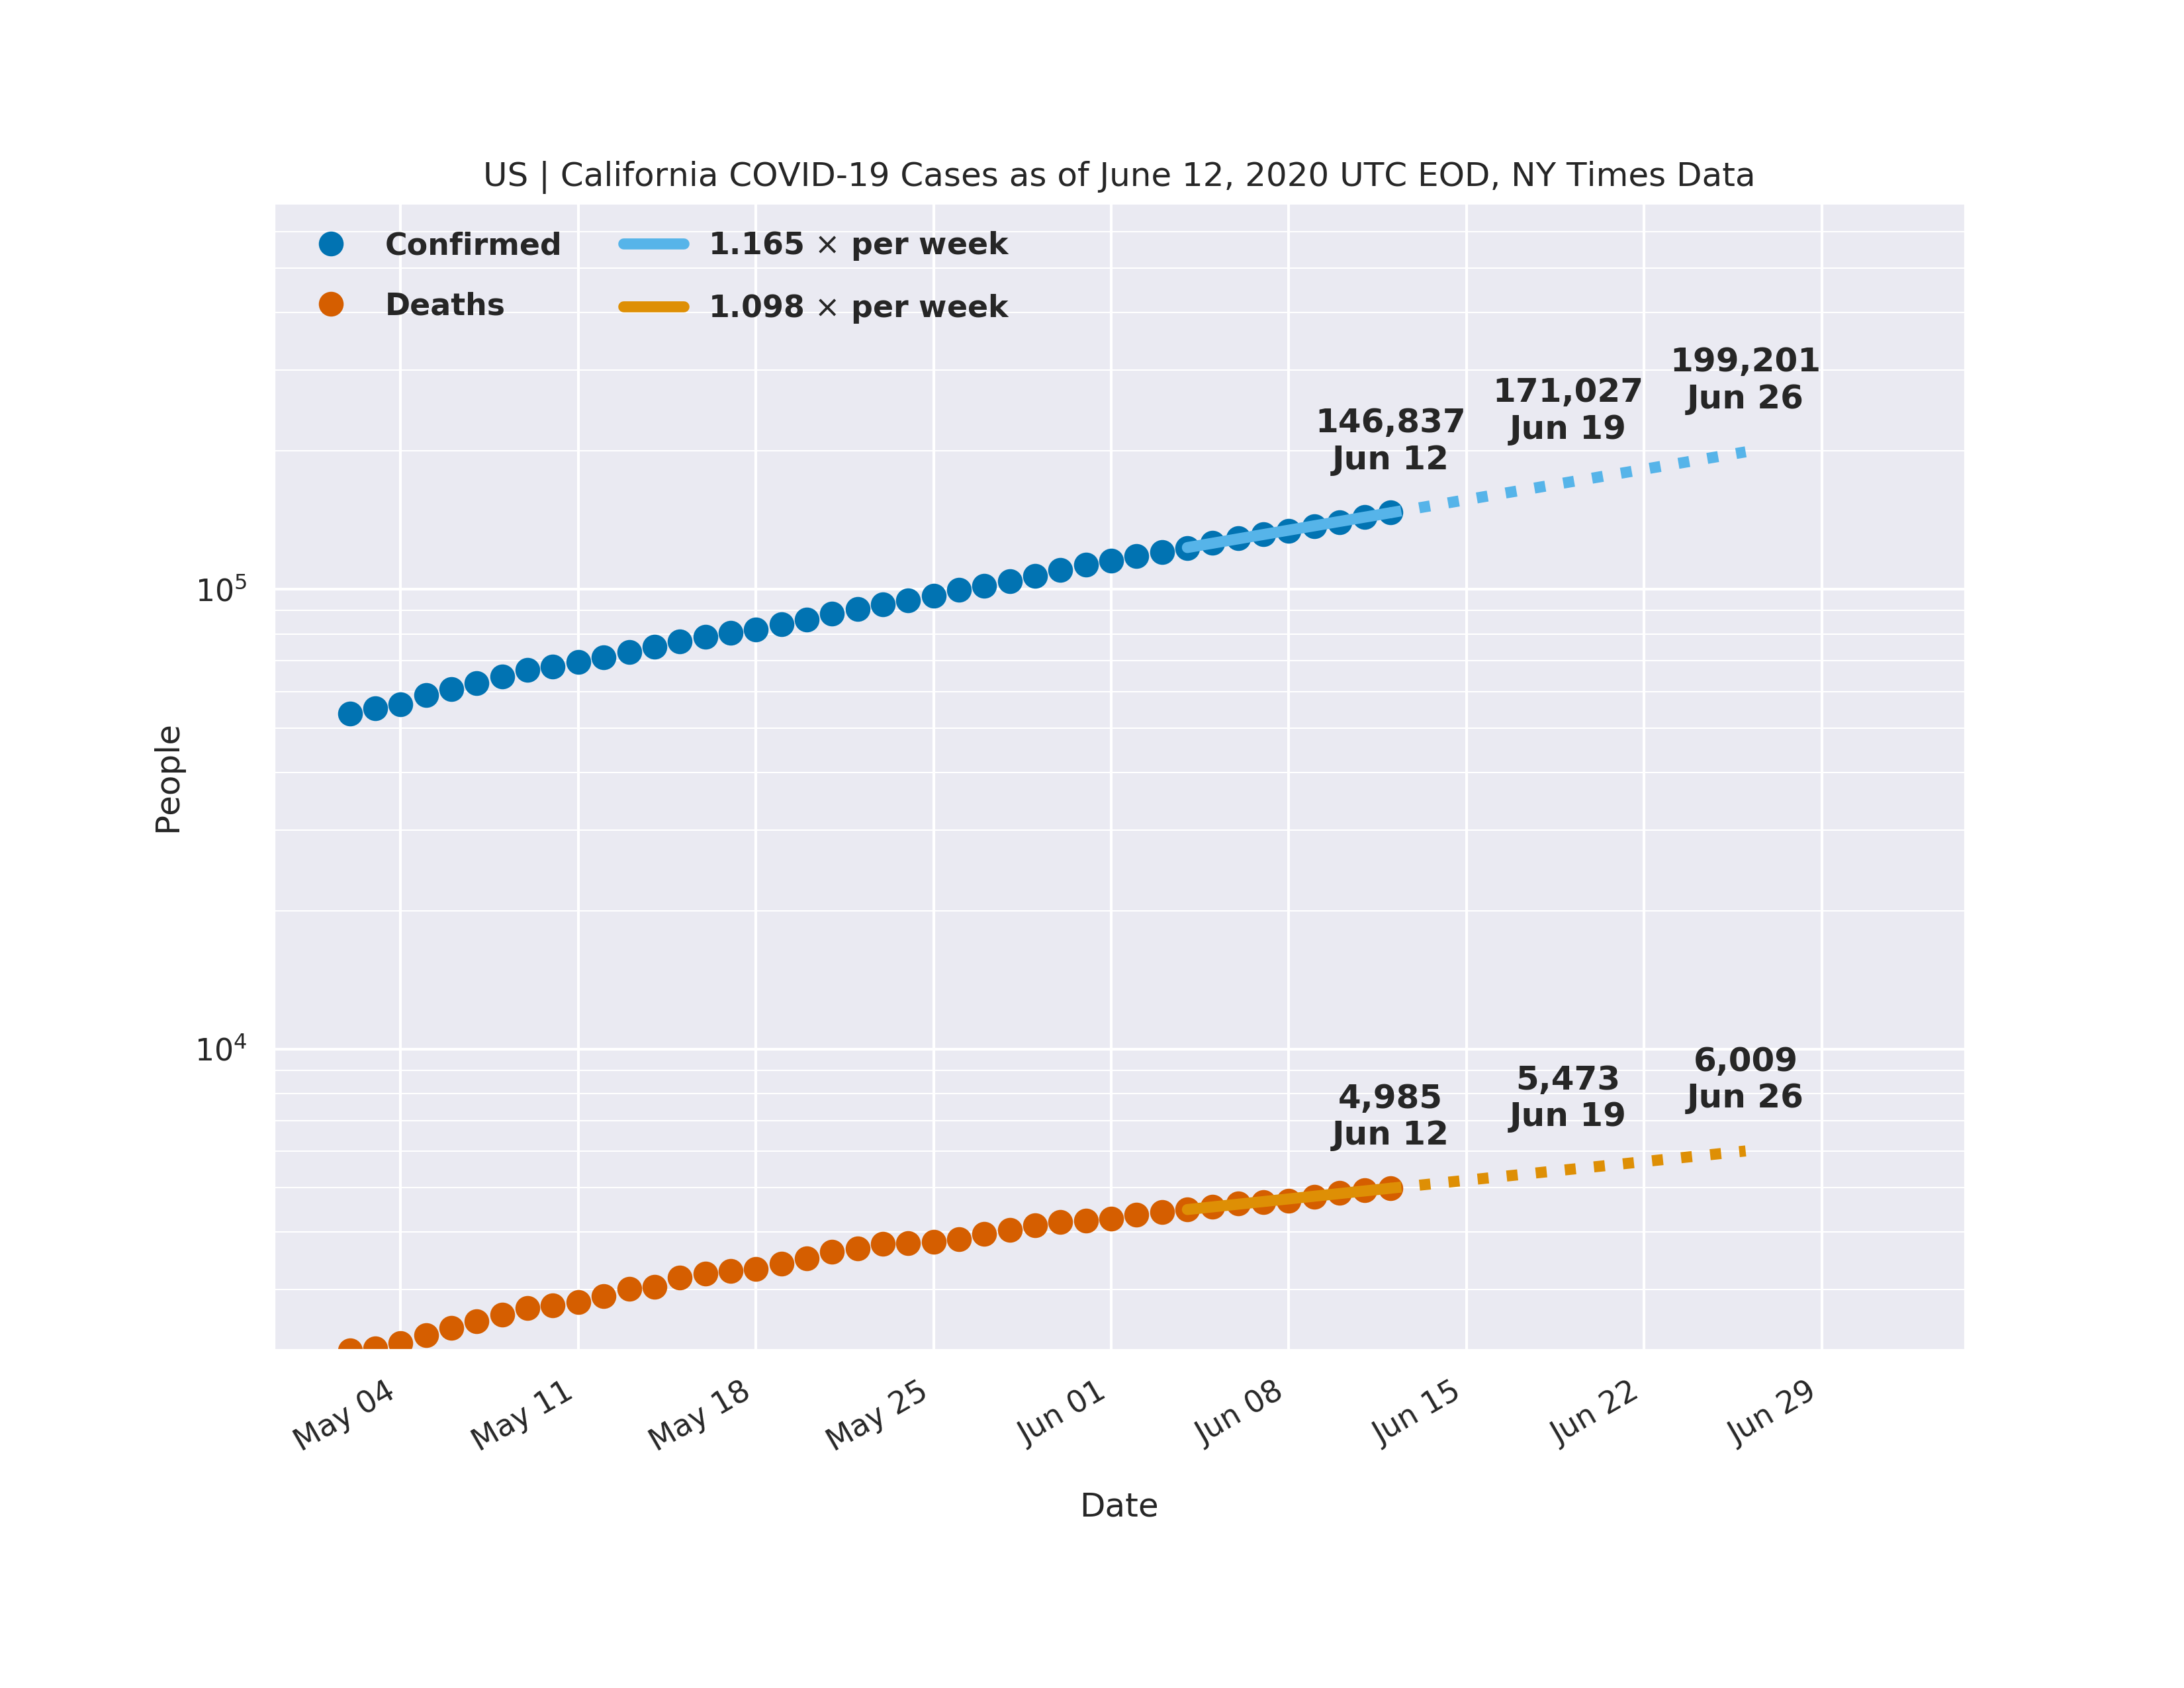 US | California COVID-19 Cases as of June 12, 2020 UTC EOD, NY Times Data
Confirmed
Deaths
1.165 × per week
1.098 × per week
199,201
Jun 26
171,027
Jun 19
146,837
Jun 12
10⁵
People
10⁴
6,009
Jun 26
5,473
Jun 19
4,985
Jun 12
May 04
May 11
May 18
May 25
Jun 01
Jun 08
Jun 15
Jun 22
Jun 29
Date